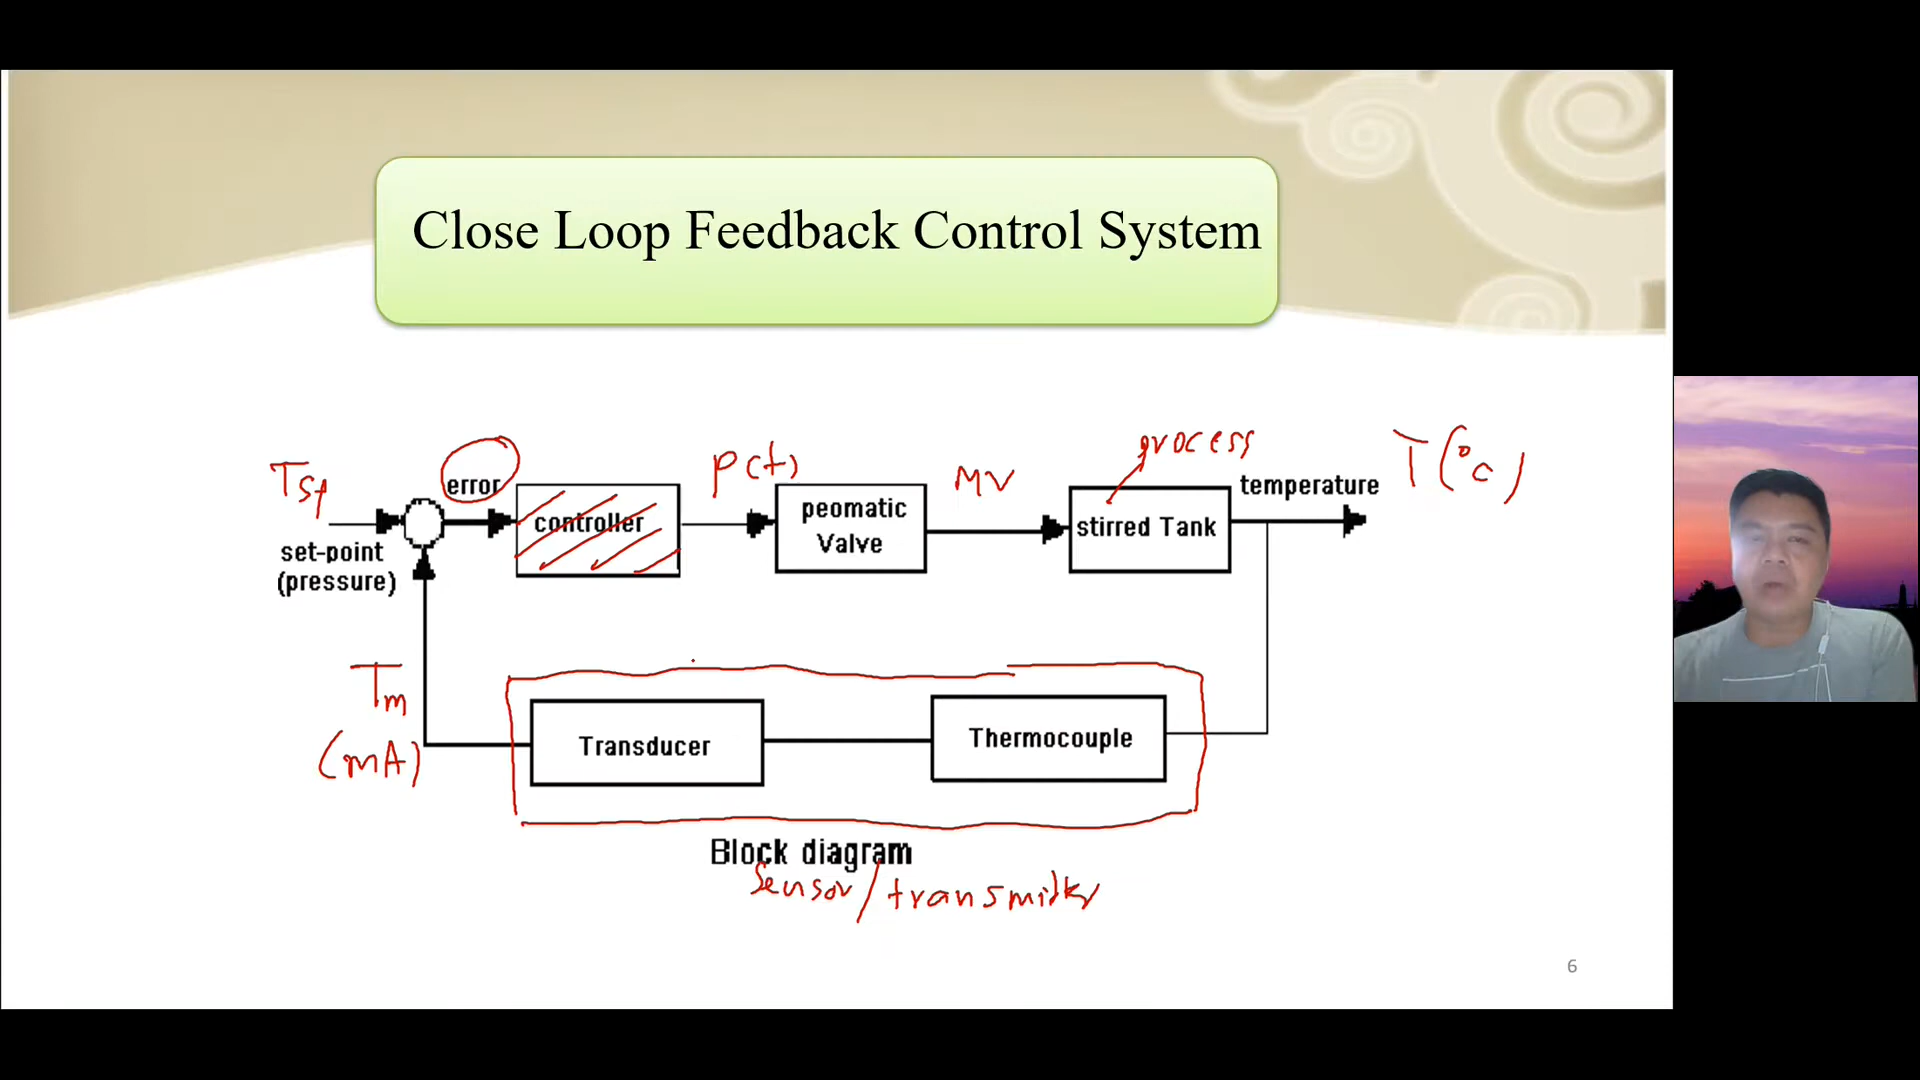 Close Loop Feedback Control System
process
T(°C)
Tsp
error
P(t)
MV
temperature
controller
peomatic
Valve
stirred Tank
set-point
(pressure)
Tm
(mA)
Transducer
Thermocouple
Block diagram
Sensor/transmitter
6